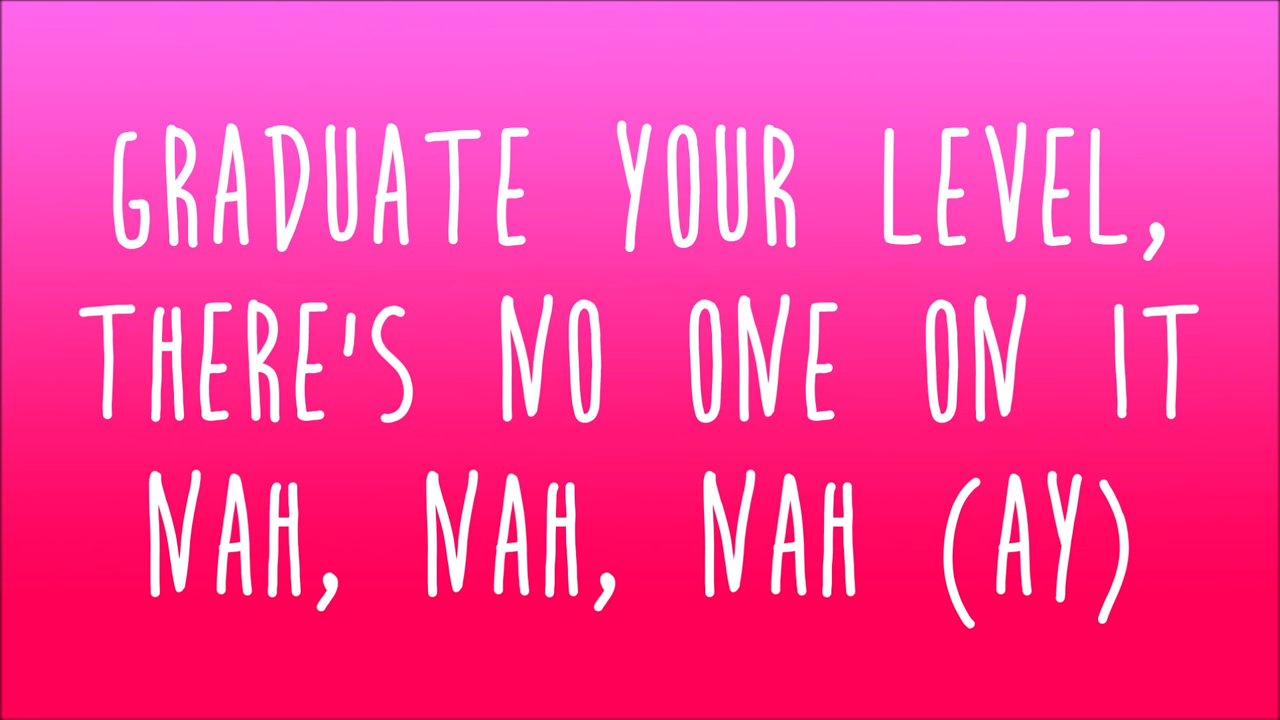 GRADUATE YOUR LEVEL,
THERE'S NO ONE ON IT
NAH, NAH, NAH (AY)